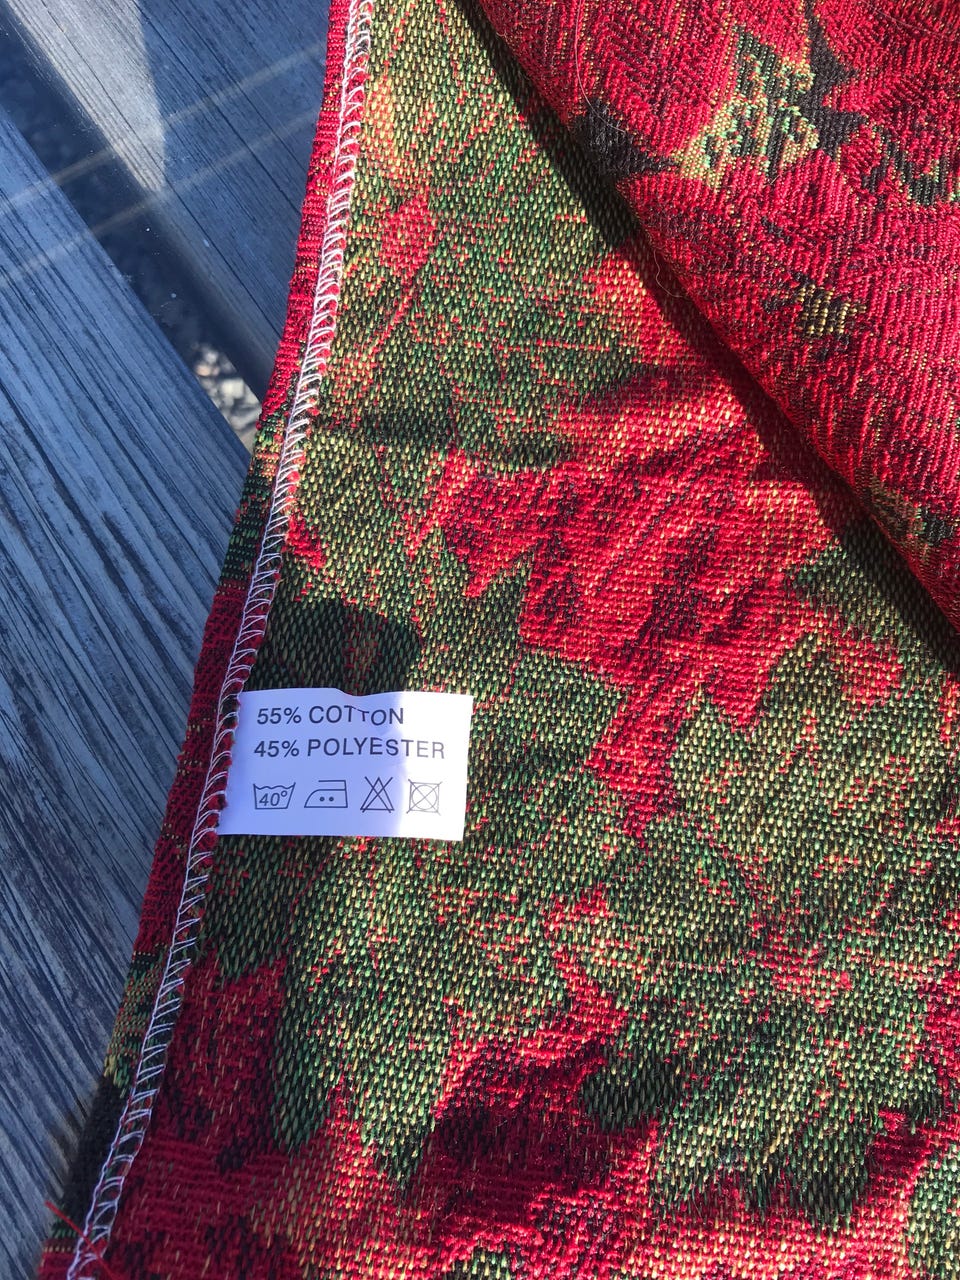 55% COTTON
45% POLYESTER
40°